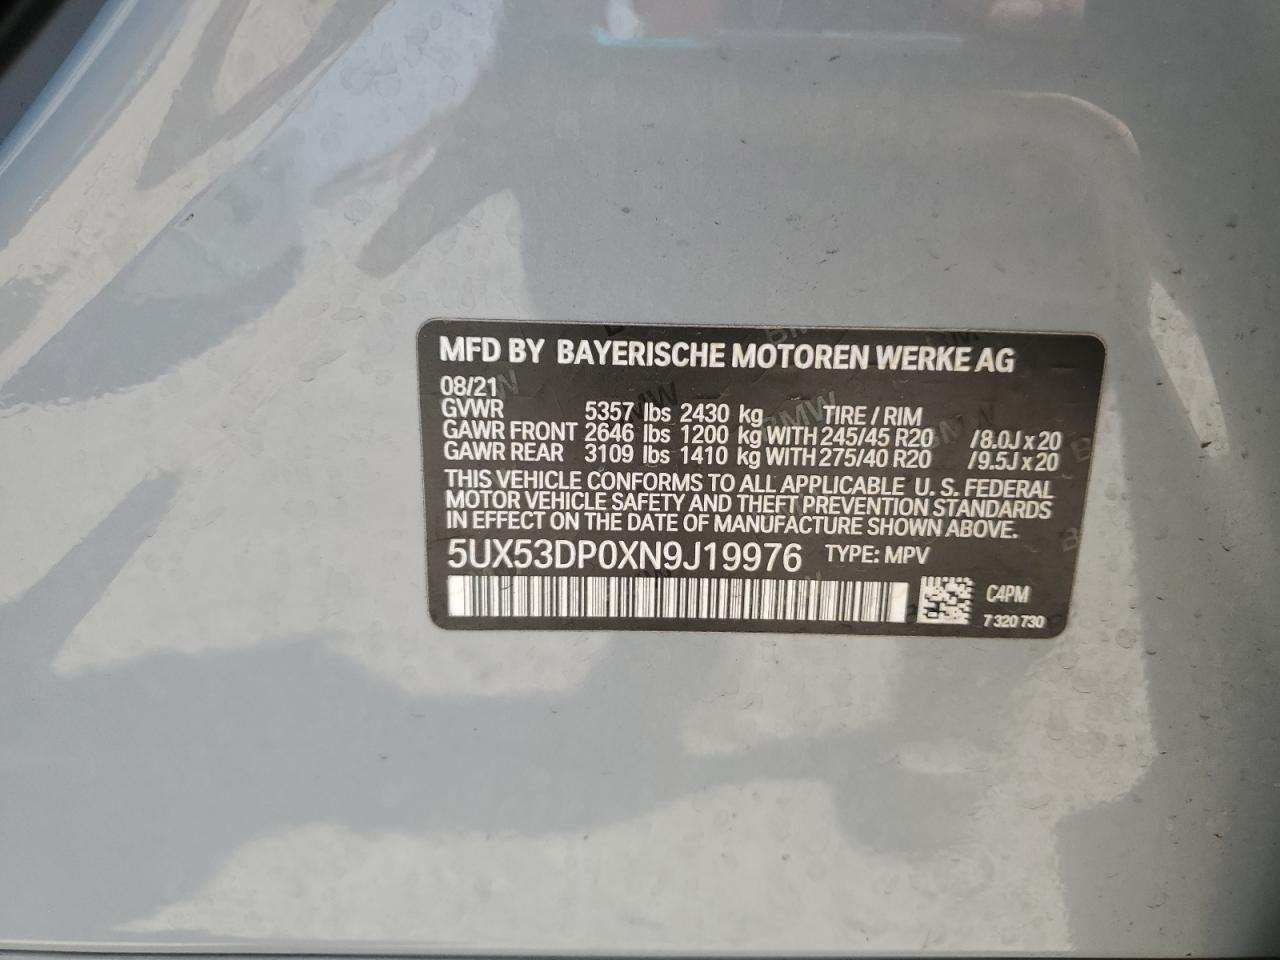 MFD BY BAYERISCHE MOTOREN WERKE AG
08/21
GVWR 5357 lbs 2430 kg TIRE / RIM
GAWR FRONT 2646 lbs 1200 kg WITH 245/45 R20 /8.0J x 20
GAWR REAR 3109 lbs 1410 kg WITH 275/40 R20 /9.5J x 20
THIS VEHICLE CONFORMS TO ALL APPLICABLE U. S. FEDERAL
MOTOR VEHICLE SAFETY AND THEFT PREVENTION STANDARDS
IN EFFECT ON THE DATE OF MANUFACTURE SHOWN ABOVE.
5UX53DP0XN9J19976 TYPE: MPV
C4PM
7 320 730